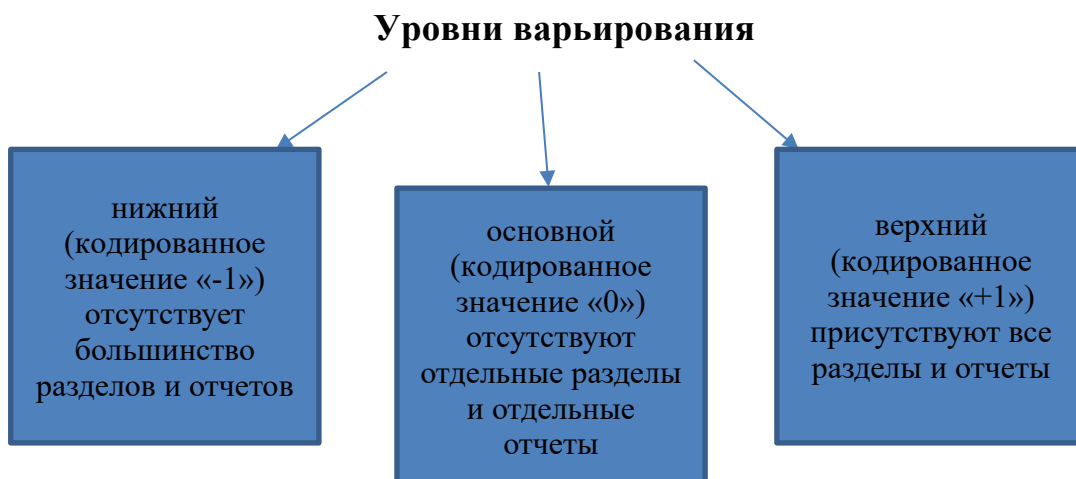 Уровни варьирования
нижний
(кодированное
значение «-1»)
отсутствует
большинство
разделов и отчетов
основной
(кодированное
значение «0»)
отсутствуют
отдельные разделы
и отдельные
отчеты
верхний
(кодированное
значение «+1»)
присутствуют все
разделы и отчеты